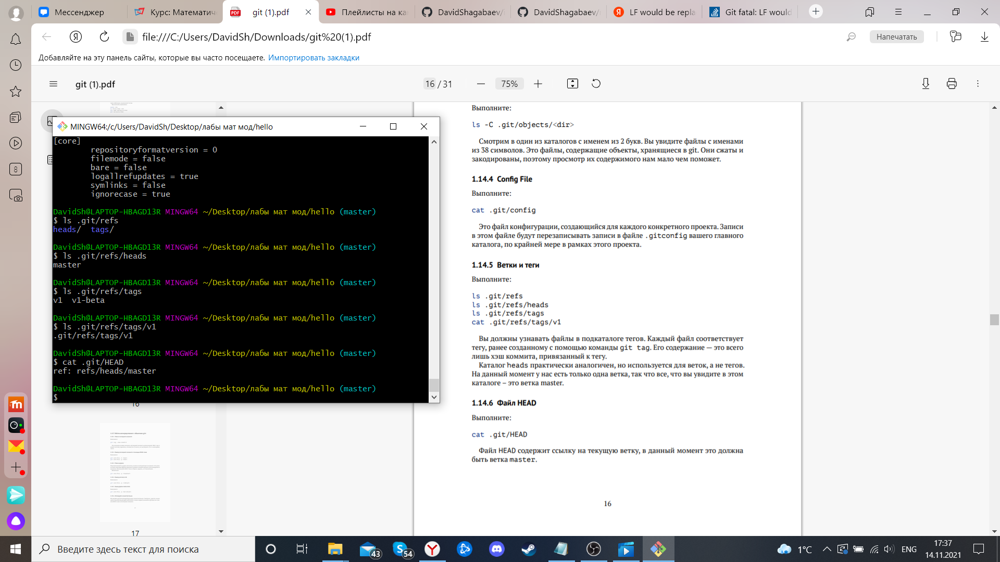 Мессенджер
Курс: Математич
git (1).pdf
Плейлисты на ка
DavidShagabaev/
DavidShagabaev/
LF would be repla
Git fatal: LF would
file:///C:/Users/DavidSh/Downloads/git%20(1).pdf
Напечатать
Добавляйте на эту панель сайты, которые вы часто посещаете. Импортировать закладки
git (1).pdf
16 / 31
75%
MINGW64:/c/Users/DavidSh/Desktop/лабы мат мод/hello
[core]
repositoryformatversion = 0
filemode = false
bare = false
logallrefupdates = true
symlinks = false
ignorecase = true
DavidSh@LAPTOP-HBAGD13R MINGW64 ~/Desktop/лабы мат мод/hello (master)
$ ls .git/refs
heads/ tags/
DavidSh@LAPTOP-HBAGD13R MINGW64 ~/Desktop/лабы мат мод/hello (master)
$ ls .git/refs/heads
master
DavidSh@LAPTOP-HBAGD13R MINGW64 ~/Desktop/лабы мат мод/hello (master)
$ ls .git/refs/tags
v1 v1-beta
DavidSh@LAPTOP-HBAGD13R MINGW64 ~/Desktop/лабы мат мод/hello (master)
$ ls .git/refs/tags/v1
.git/refs/tags/v1
DavidSh@LAPTOP-HBAGD13R MINGW64 ~/Desktop/лабы мат мод/hello (master)
$ cat .git/HEAD
ref: refs/heads/master
DavidSh@LAPTOP-HBAGD13R MINGW64 ~/Desktop/лабы мат мод/hello (master)
$
16
17
Выполните:
ls -C .git/objects/<dir>
Смотрим в один из каталогов с именем из 2 букв. Вы увидите файлы с именами
из 38 символов. Это файлы, содержащие объекты, хранящиеся в git. Они сжаты и
закодированы, поэтому просмотр их содержимого нам мало чем поможет.
1.14.4 Config File
Выполните:
cat .git/config
Это файл конфигурации, создающийся для каждого конкретного проекта. Записи
в этом файле будут перезаписывать записи в файле .gitconfig вашего главного
каталога, по крайней мере в рамках этого проекта.
1.14.5 Ветки и теги
Выполните:
ls .git/refs
ls .git/refs/heads
ls .git/refs/tags
cat .git/refs/tags/v1
Вы должны узнавать файлы в подкаталоге тегов. Каждый файл соответствует
тегу, ранее созданному с помощью команды git tag. Его содержание — это всего
лишь хэш коммита, привязанный к тегу.
Каталог heads практически аналогичен, но используется для веток, а не тегов.
На данный момент у нас есть только одна ветка, так что все, что вы увидите в этом
каталоге – это ветка master.
1.14.6 Файл HEAD
Выполните:
cat .git/HEAD
Файл HEAD содержит ссылку на текущую ветку, в данный момент это должна
быть ветка master.
16
8
Введите здесь текст для поиска
43
54
1°C
ENG
17:37
14.11.2021